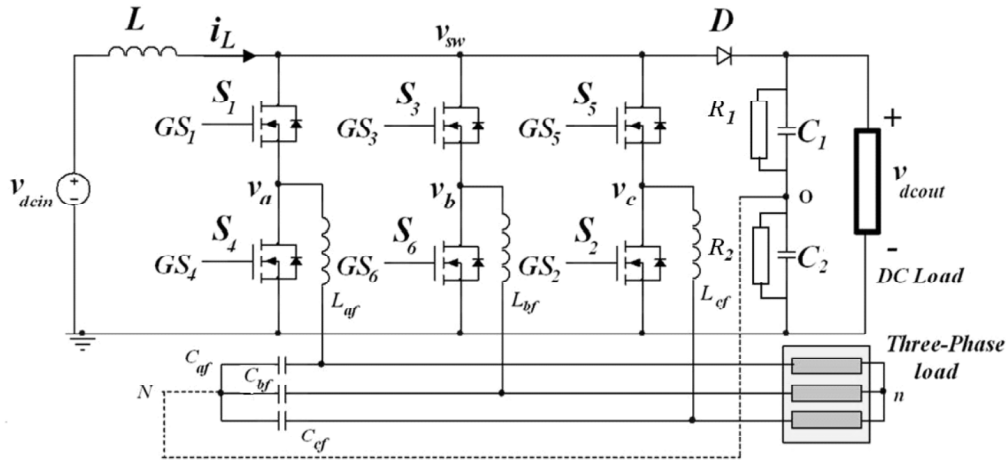 L
i_L
v_sw
D
S_1
S_3
S_5
R_1
C_1
GS_1
GS_3
GS_5
+
v_dcin
+
-
v_a
v_b
v_c
o
v_dcout
S_4
S_6
S_2
R_2
C_2
-
GS_4
GS_6
GS_2
DC Load
L_af
L_bf
L_cf
C_af
Three-Phase
load
N
C_bf
n
C_cf